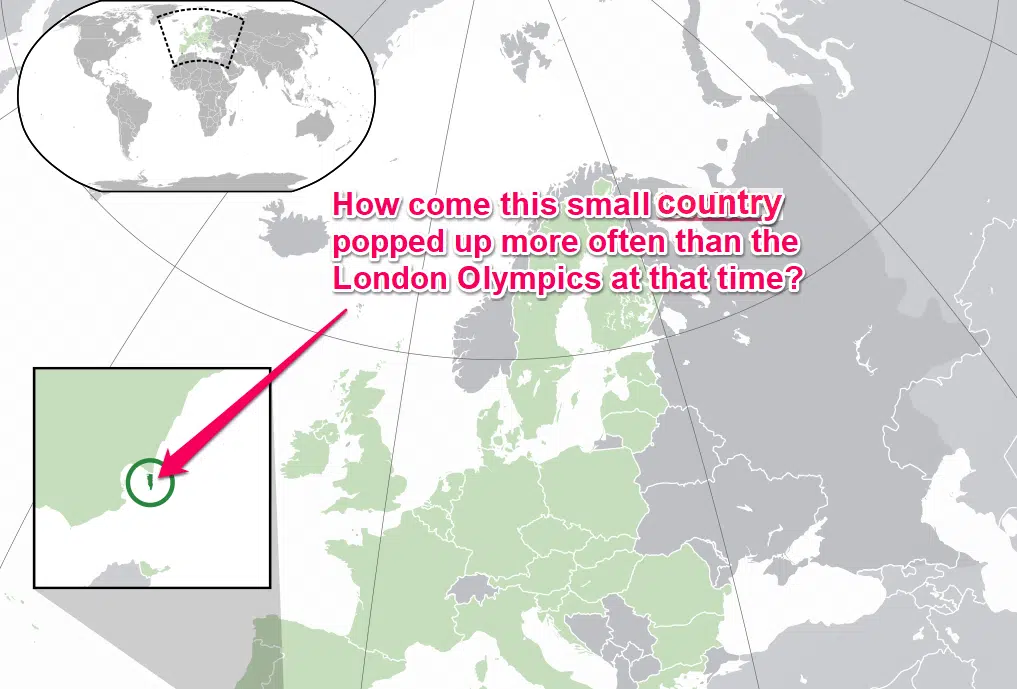 How come this small country
popped up more often than the
London Olympics at that time?